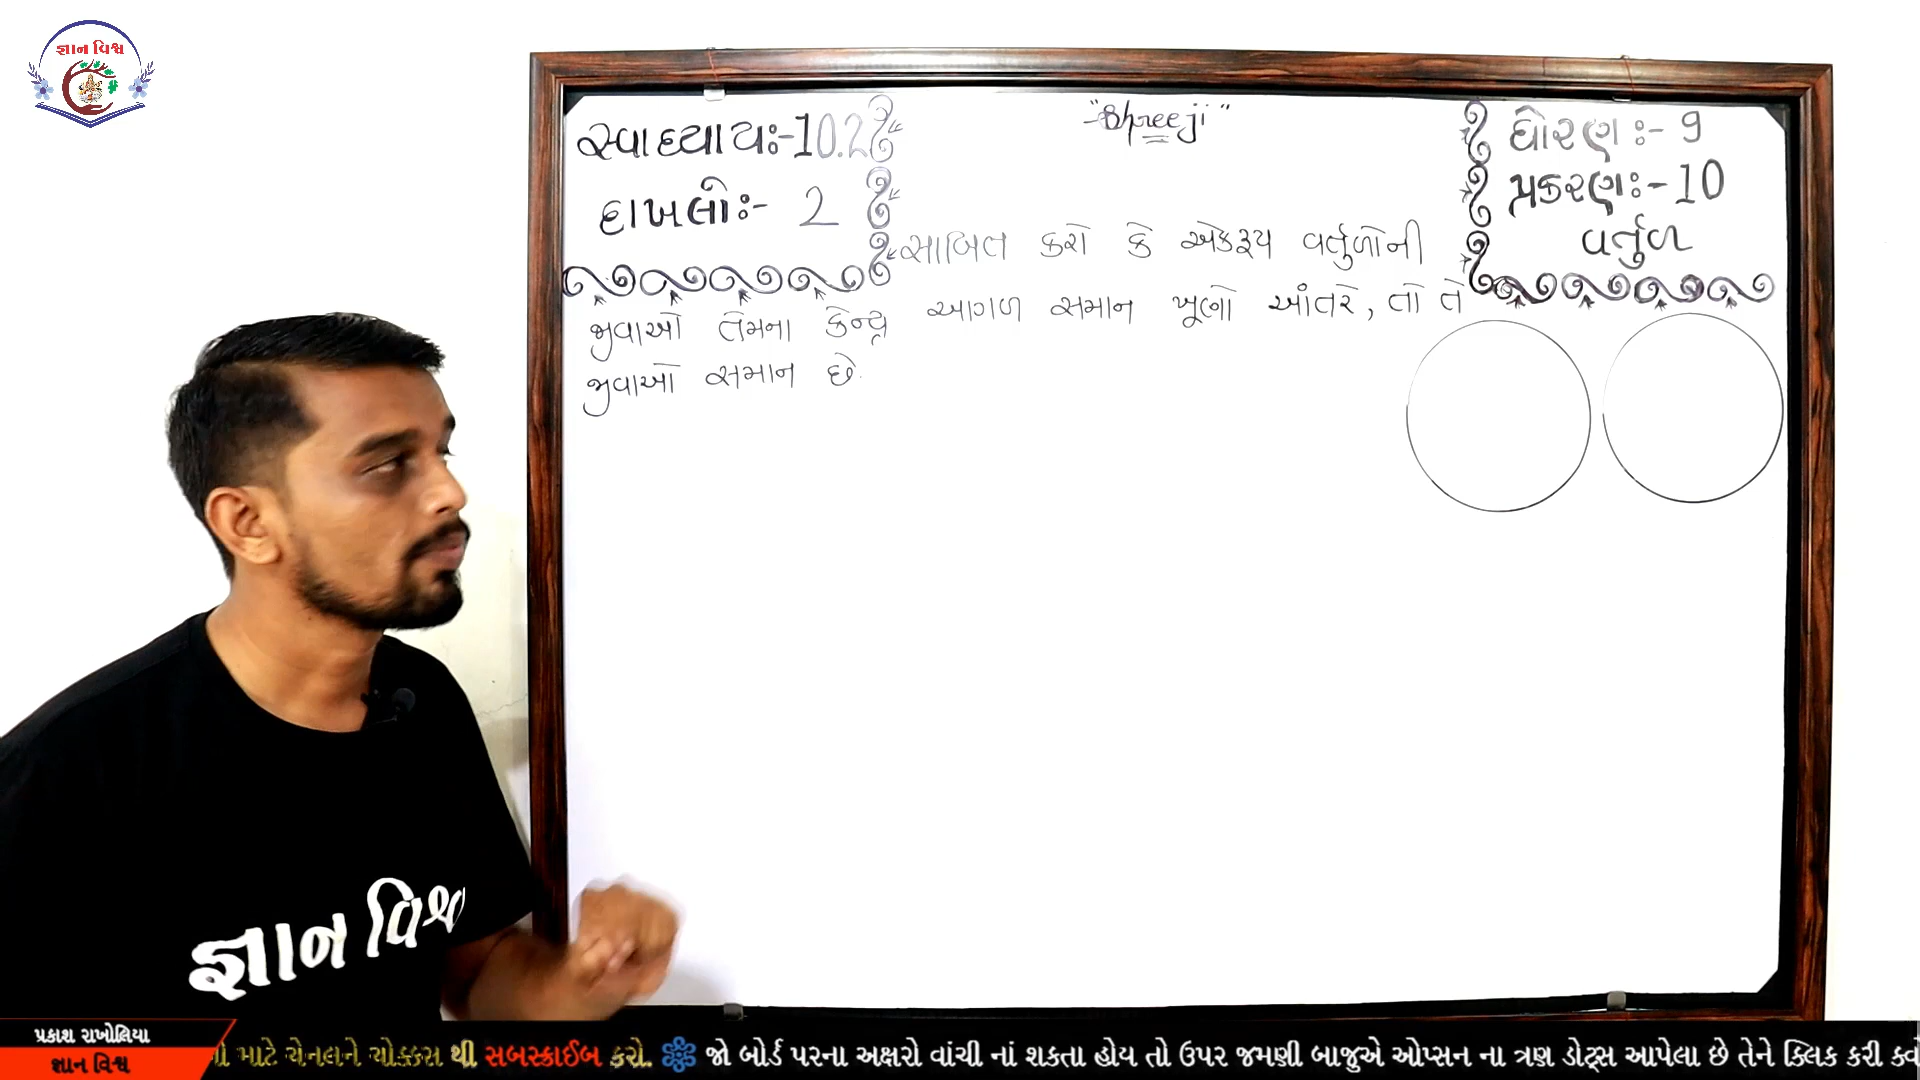 જ્ઞાન વિશ્વ
"Shreeji"
સ્વાધ્યાય:-10.2
દાખલો:- 2
ધોરણ :- 9
પ્રકરણ:-10
વર્તુળ
સાબિત કરો કે એકરૂપ વર્તુળોની
જીવાઓ તેમના કેન્દ્ર આગળ સમાન ખૂણો આંતરે, તો તે
જીવાઓ સમાન છે.
જ્ઞાન વિશ્વ
પ્રકાશ રાખોલિયા
જ્ઞાન વિશ્વ
માટે ચેનલને ચોક્કસ થી સબસ્ક્રાઈબ કરો. જો બોર્ડ પરના અક્ષરો વાંચી નાં શકતા હોય તો ઉપર જમણી બાજુએ ઓપ્સન ના ત્રણ ડોટ્સ આપેલા છે તેને ક્લિક કરી